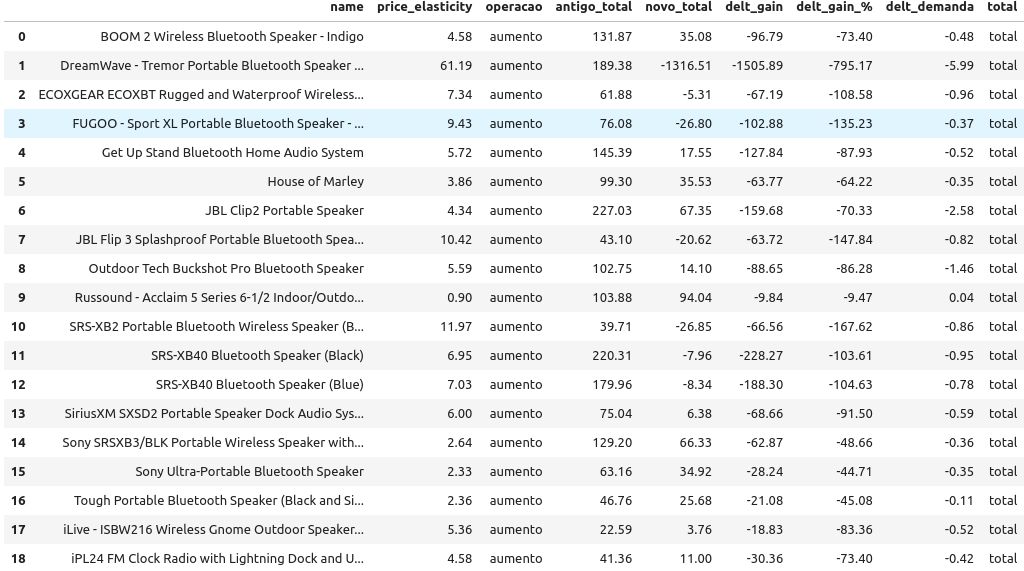 name price_elasticity operacao antigo_total novo_total delt_gain delt_gain_% delt_demanda total
0 BOOM 2 Wireless Bluetooth Speaker - Indigo 4.58 aumento 131.87 35.08 -96.79 -73.40 -0.48 total
1 DreamWave - Tremor Portable Bluetooth Speaker ... 61.19 aumento 189.38 -1316.51 -1505.89 -795.17 -5.99 total
2 ECOXGEAR ECOXBT Rugged and Waterproof Wireless... 7.34 aumento 61.88 -5.31 -67.19 -108.58 -0.96 total
3 FUGOO - Sport XL Portable Bluetooth Speaker - ... 9.43 aumento 76.08 -26.80 -102.88 -135.23 -0.37 total
4 Get Up Stand Bluetooth Home Audio System 5.72 aumento 145.39 17.55 -127.84 -87.93 -0.52 total
5 House of Marley 3.86 aumento 99.30 35.53 -63.77 -64.22 -0.35 total
6 JBL Clip2 Portable Speaker 4.34 aumento 227.03 67.35 -159.68 -70.33 -2.58 total
7 JBL Flip 3 Splashproof Portable Bluetooth Spea... 10.42 aumento 43.10 -20.62 -63.72 -147.84 -0.82 total
8 Outdoor Tech Buckshot Pro Bluetooth Speaker 5.59 aumento 102.75 14.10 -88.65 -86.28 -1.46 total
9 Russound - Acclaim 5 Series 6-1/2 Indoor/Outdo... 0.90 aumento 103.88 94.04 -9.84 -9.47 0.04 total
10 SRS-XB2 Portable Bluetooth Wireless Speaker (B... 11.97 aumento 39.71 -26.85 -66.56 -167.62 -0.86 total
11 SRS-XB40 Bluetooth Speaker (Black) 6.95 aumento 220.31 -7.96 -228.27 -103.61 -0.95 total
12 SRS-XB40 Bluetooth Speaker (Blue) 7.03 aumento 179.96 -8.34 -188.30 -104.63 -0.78 total
13 SiriusXM SXSD2 Portable Speaker Dock Audio Sys... 6.00 aumento 75.04 6.38 -68.66 -91.50 -0.59 total
14 Sony SRSXB3/BLK Portable Wireless Speaker with... 2.64 aumento 129.20 66.33 -62.87 -48.66 -0.36 total
15 Sony Ultra-Portable Bluetooth Speaker 2.33 aumento 63.16 34.92 -28.24 -44.71 -0.35 total
16 Tough Portable Bluetooth Speaker (Black and Si... 2.36 aumento 46.76 25.68 -21.08 -45.08 -0.11 total
17 iLive - ISBW216 Wireless Gnome Outdoor Speaker... 5.36 aumento 22.59 3.76 -18.83 -83.36 -0.52 total
18 iPL24 FM Clock Radio with Lightning Dock and U... 4.58 aumento 41.36 11.00 -30.36 -73.40 -0.42 total